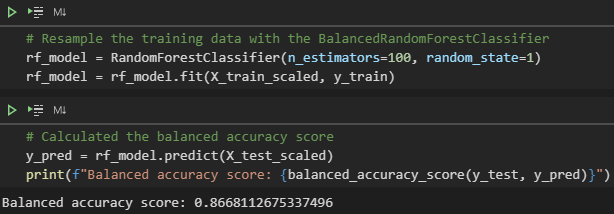 M↓
# Resample the training data with the BalancedRandomForestClassifier
rf_model = RandomForestClassifier(n_estimators=100, random_state=1)
rf_model = rf_model.fit(X_train_scaled, y_train)
M↓
# Calculated the balanced accuracy score
y_pred = rf_model.predict(X_test_scaled)
print(f"Balanced accuracy score: {balanced_accuracy_score(y_test, y_pred)}")
Balanced accuracy score: 0.8668112675337496